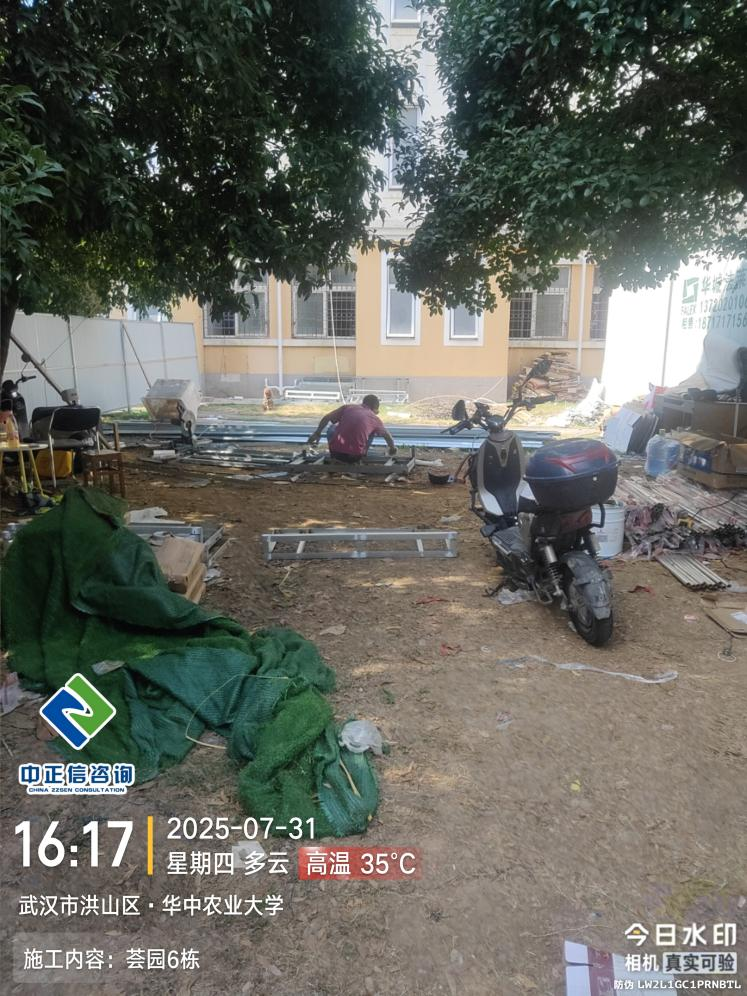 中正信咨询
CHINA ZZSEN CONSULTATION
16:17
2025-07-31
星期四 多云 高温 35°C
武汉市洪山区·华中农业大学
施工内容：荟园6栋
今日水印
相机 真实可验
防伪 LW2L1GC1PRNBTL